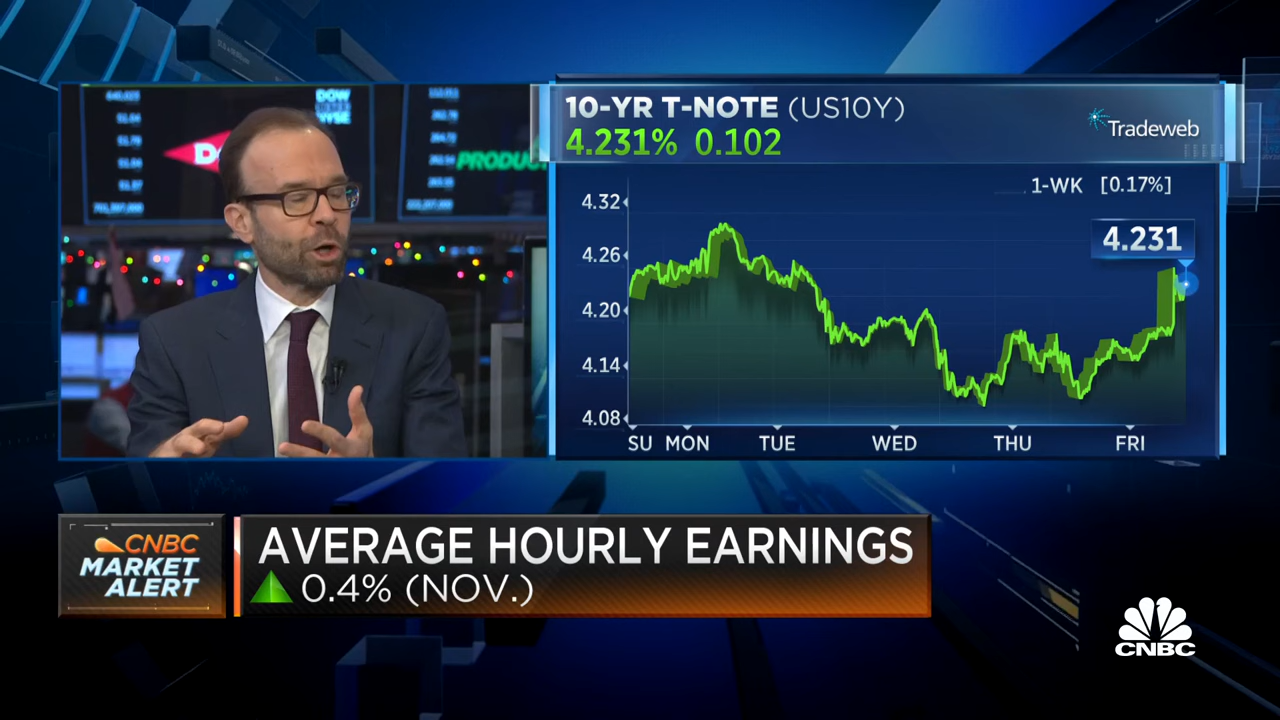 DOW
NYSE
PRODUC
10-YR T-NOTE (US10Y)
4.231% 0.102
Tradeweb
1-WK [0.17%]
4.231
4.32
4.26
4.20
4.14
4.08
SU MON TUE WED THU FRI
CNBC
MARKET
ALERT
AVERAGE HOURLY EARNINGS
0.4% (NOV.)
CNBC